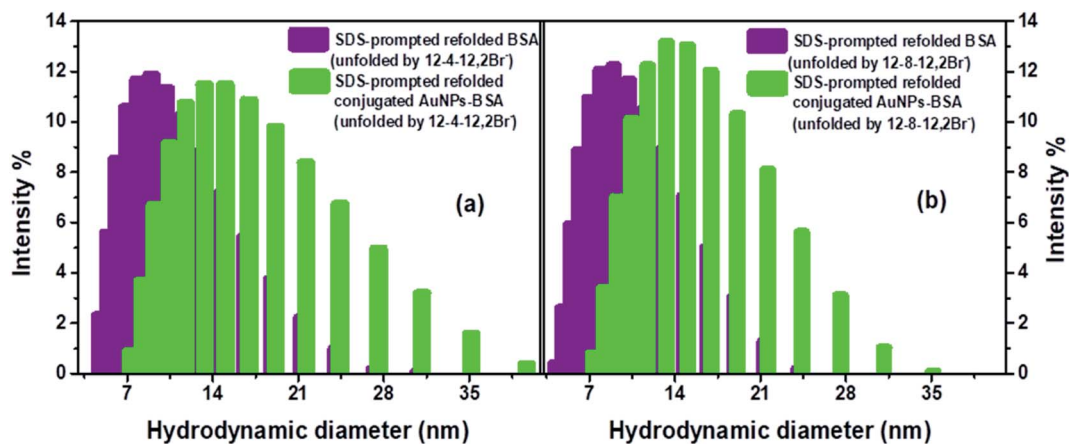 14
12
10
8
6
4
2
0
Intensity %
SDS-prompted refolded BSA
(unfolded by 12-4-12,2Br⁻)
SDS-prompted refolded
conjugated AuNPs-BSA
(unfolded by 12-4-12,2Br⁻)
(a)
7 14 21 28 35
Hydrodynamic diameter (nm)
SDS-prompted refolded BSA
(unfolded by 12-8-12,2Br⁻)
SDS-prompted refolded
conjugated AuNPs-BSA
(unfolded by 12-8-12,2Br⁻)
(b)
7 14 21 28 35
Hydrodynamic diameter (nm)
14
12
10
8
6
4
2
0
Intensity %